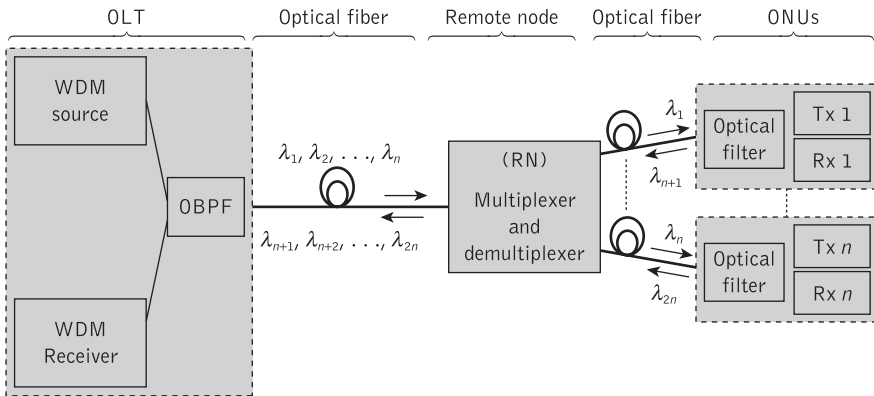 OLT
Optical fiber
Remote node
Optical fiber
ONUs
WDM
source
OBPF
WDM
Receiver
λ1, λ2, . . ., λn
λn+1, λn+2, . . ., λ2n
(RN)
Multiplexer
and
demultiplexer
λ1
λn+1
λn
λ2n
Optical
filter
Tx 1
Rx 1
Optical
filter
Tx n
Rx n